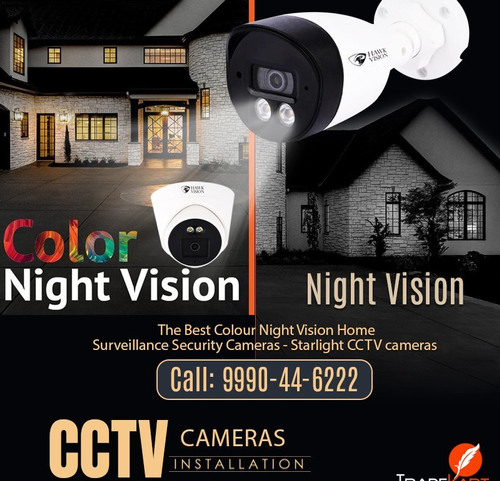 HAWK
VISION
HAWK
VISION
Color
Night Vision
Night Vision
The Best Colour Night Vision Home
Surveillance Security Cameras - Starlight CCTV cameras
Call: 9990-44-6222
CCTV CAMERAS
INSTALLATION